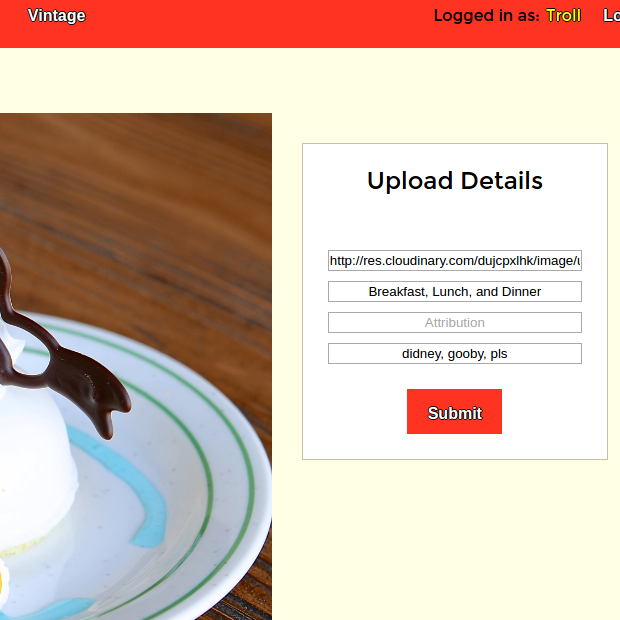 Vintage
Logged in as: Troll
Upload Details
http://res.cloudinary.com/dujcpxlhk/image/
Breakfast, Lunch, and Dinner
Attribution
didney, gooby, pls
Submit